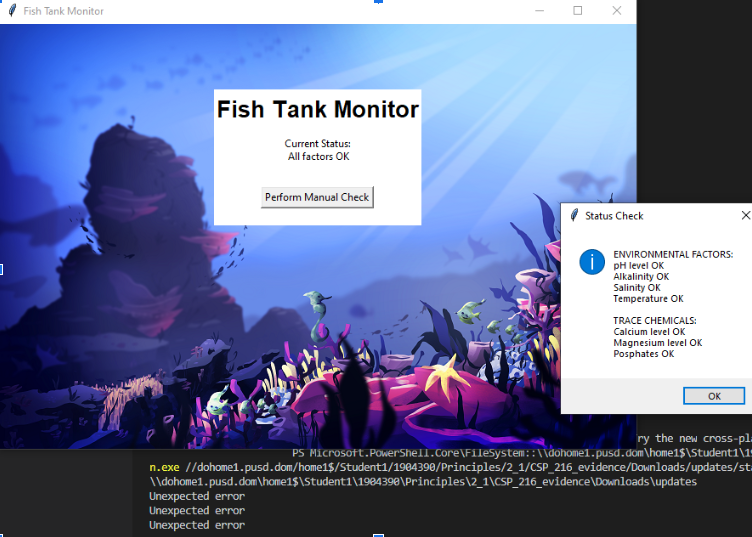 Fish Tank Monitor
Fish Tank Monitor
Current Status:
All factors OK
Perform Manual Check
Status Check
ENVIRONMENTAL FACTORS:
pH level OK
Alkalinity OK
Salinity OK
Temperature OK
TRACE CHEMICALS:
Calcium level OK
Magnesium level OK
Posphates OK
OK
ry the new cross-pla
PS Microsoft.PowerShell.Core\FileSystem::\\dohome1.pusd.dom\home1$\Student1\19
n.exe //dohome1.pusd.dom/home1$/Student1/1904390/Principles/2_1/CSP_216_evidence/Downloads/updates/sta
\\dohome1.pusd.dom\home1$\Student1\1904390\Principles\2_1\CSP_216_evidence\Downloads\updates
Unexpected error
Unexpected error
Unexpected error